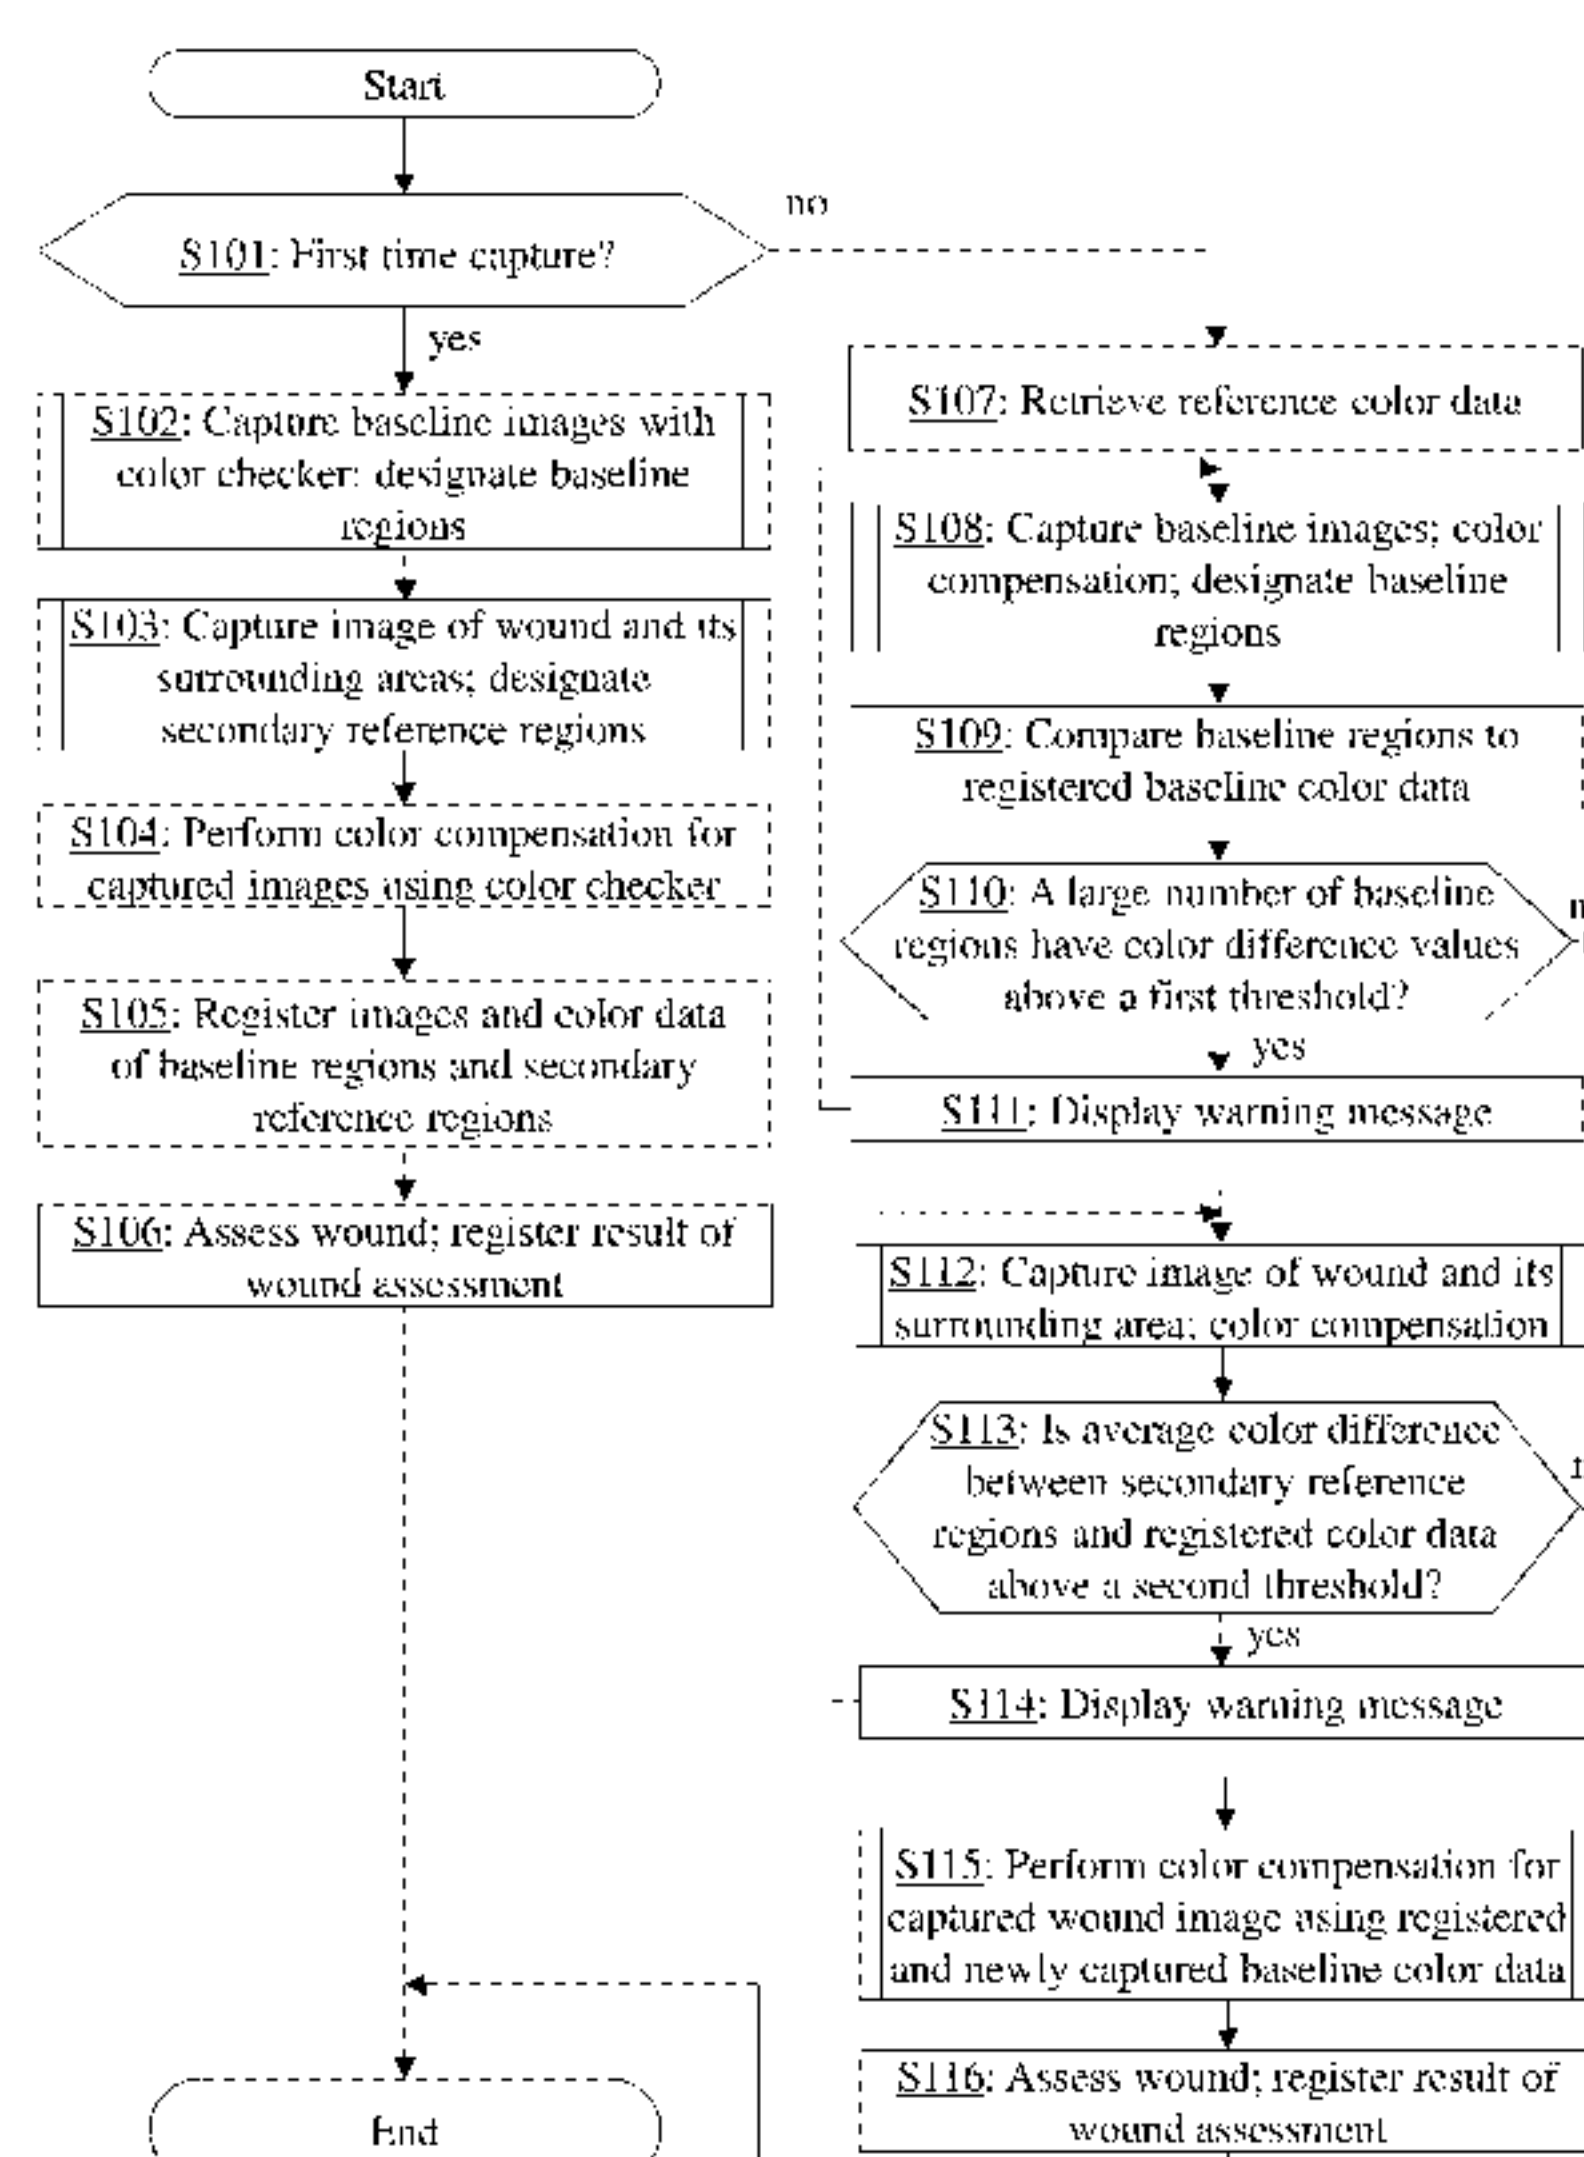 Start
S101: First time capture?
no
yes
S102: Capture baseline images with
color checker: designate baseline
regions
S103: Capture image of wound and its
surrounding areas; designate
secondary reference regions
S104: Perform color compensation for
captured images using color checker
S105: Register images and color data
of baseline regions and secondary
reference regions
S106: Assess wound; register result of
wound assessment
End
S107: Retrieve reference color data
S108: Capture baseline images; color
compensation; designate baseline
regions
S109: Compare baseline regions to
registered baseline color data
S110: A large number of baseline
regions have color difference values
above a first threshold?
yes
S111: Display warning message
S112: Capture image of wound and its
surrounding area; color compensation
S113: Is average color difference
between secondary reference
regions and registered color data
above a second threshold?
yes
S114: Display warning message
S115: Perform color compensation for
captured wound image using registered
and newly captured baseline color data
S116: Assess wound; register result of
wound assessment